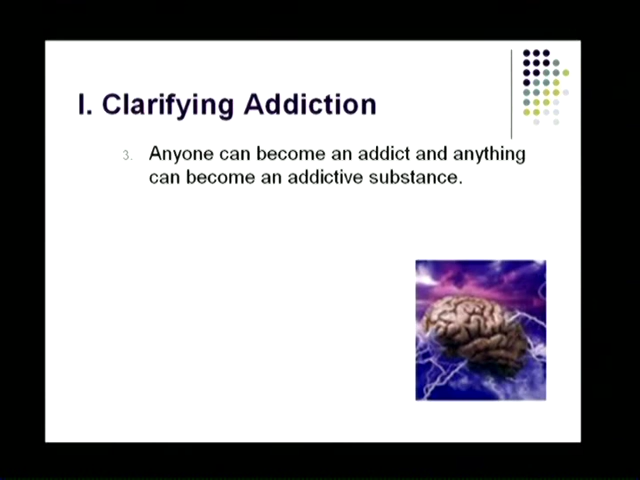 I. Clarifying Addiction
3. Anyone can become an addict and anything
can become an addictive substance.